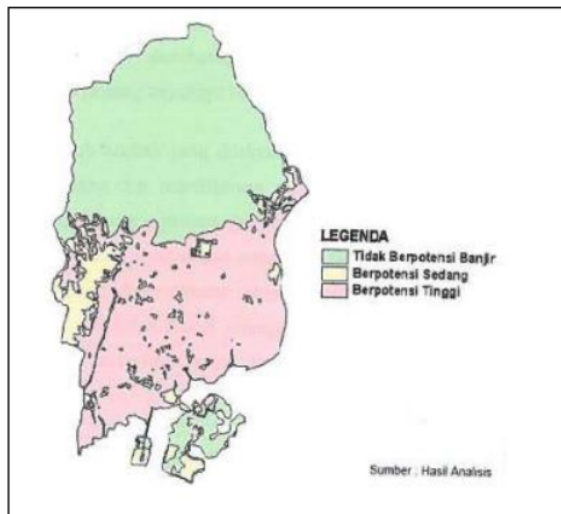 LEGENDA
Tidak Berpotensi Banjir
Berpotensi Sedang
Berpotensi Tinggi
Sumber : Hasil Analisis